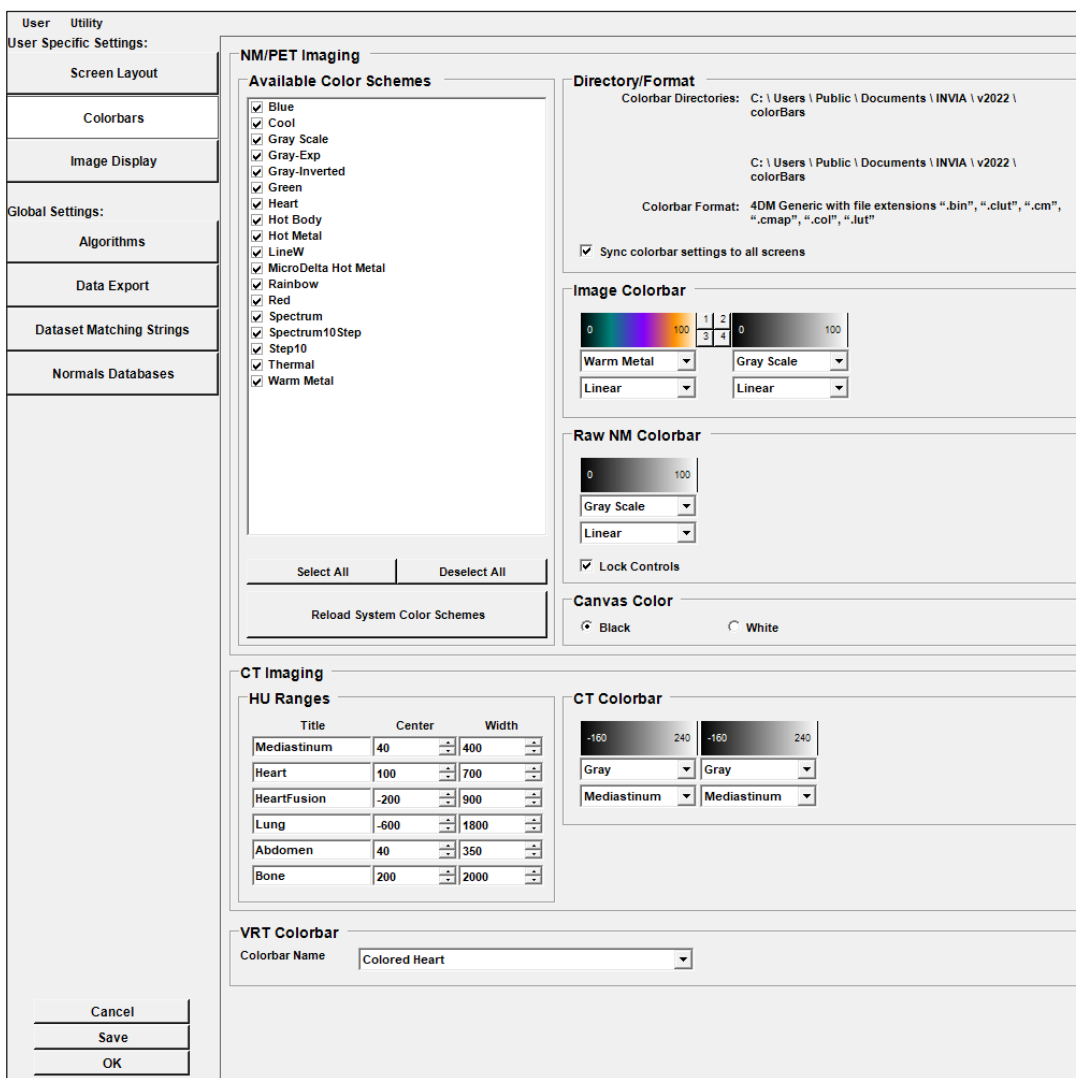 User Utility
User Specific Settings:
Screen Layout
Colorbars
Image Display
Global Settings:
Algorithms
Data Export
Dataset Matching Strings
Normals Databases
Cancel
Save
OK
NM/PET Imaging
Available Color Schemes
Blue
Cool
Gray Scale
Gray-Exp
Gray-Inverted
Green
Heart
Hot Body
Hot Metal
LineW
MicroDelta Hot Metal
Rainbow
Red
Spectrum
Spectrum10Step
Step10
Thermal
Warm Metal
Select All Deselect All
Reload System Color Schemes
Directory/Format
Colorbar Directories: C: \ Users \ Public \ Documents \ INVIA \ v2022 \
colorBars
C: \ Users \ Public \ Documents \ INVIA \ v2022 \
colorBars
Colorbar Format: 4DM Generic with file extensions “.bin”, “.clut”, “.cm”,
“.cmap”, “.col”, “.lut”
Sync colorbar settings to all screens
Image Colorbar
0 100 1 2 0 100
3 4
Warm Metal Gray Scale
Linear Linear
Raw NM Colorbar
0 100
Gray Scale
Linear
Lock Controls
Canvas Color
Black White
CT Imaging
HU Ranges
Title Center Width
Mediastinum 40 400
Heart 100 700
HeartFusion -200 900
Lung -600 1800
Abdomen 40 350
Bone 200 2000
CT Colorbar
-160 240 -160 240
Gray Gray
Mediastinum Mediastinum
VRT Colorbar
Colorbar Name Colored Heart